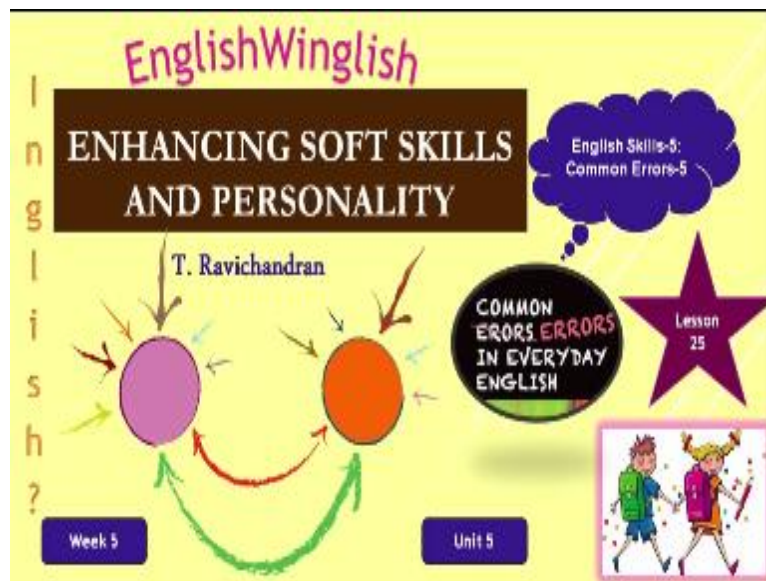 EnglishWinglish
Inglish?
ENHANCING SOFT SKILLS
AND PERSONALITY
T. Ravichandran
English Skills-5:
Common Errors-5
COMMON
ERORS ERRORS
IN EVERYDAY
ENGLISH
Lesson
25
Week 5
Unit 5